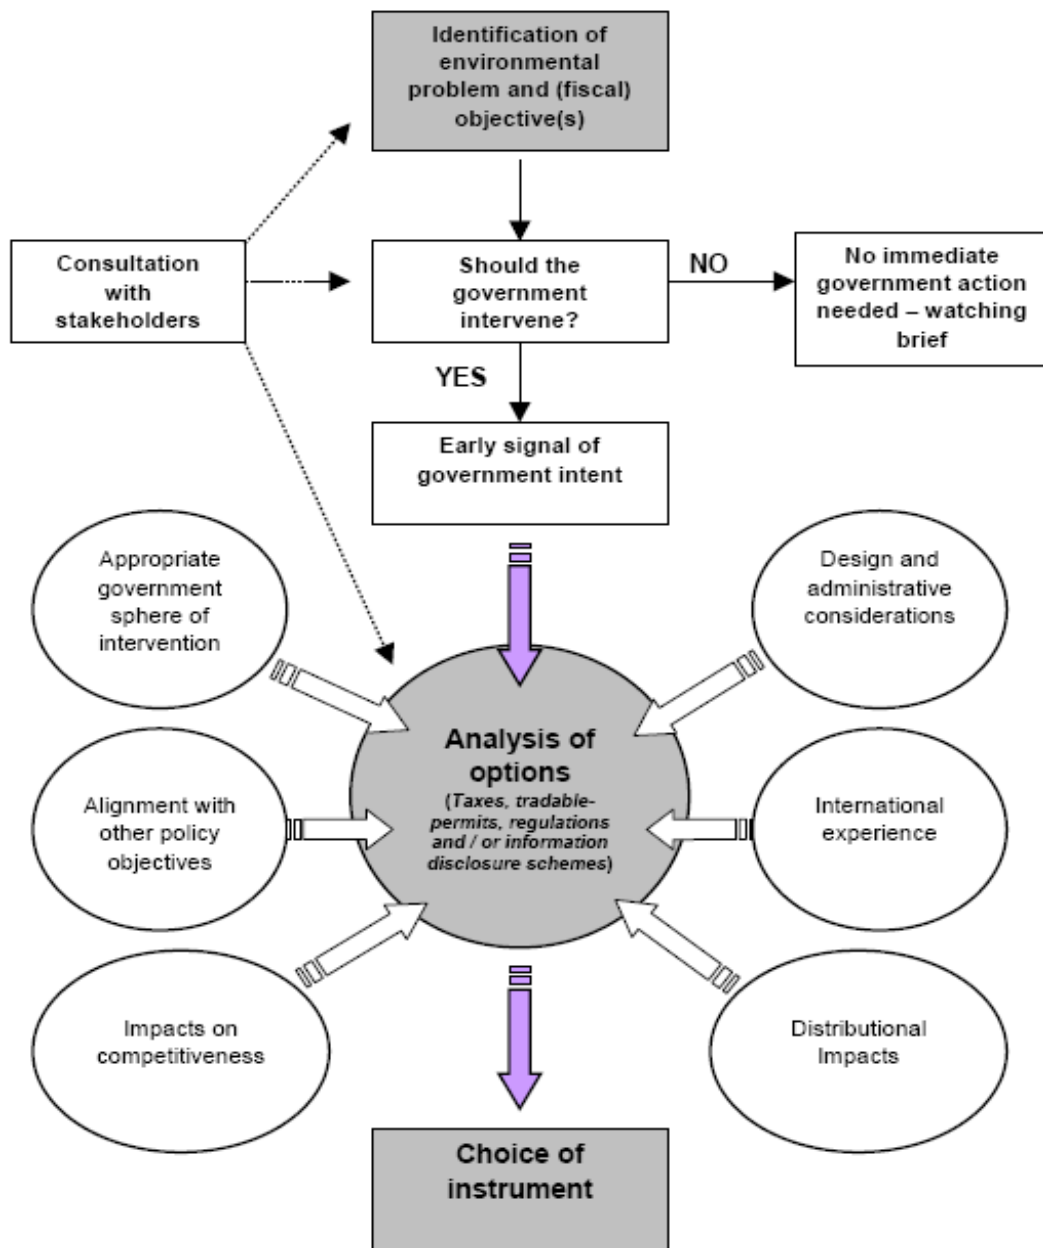 Identification of
environmental
problem and (fiscal)
objective(s)
Consultation
with
stakeholders
Should the
government
intervene?
NO
No immediate
government action
needed – watching
brief
YES
Early signal of
government intent
Appropriate
government
sphere of
intervention
Design and
administrative
considerations
Analysis of
options
(Taxes, tradable-
permits, regulations
and / or information
disclosure schemes)
Alignment with
other policy
objectives
International
experience
Impacts on
competitiveness
Distributional
Impacts
Choice of
instrument